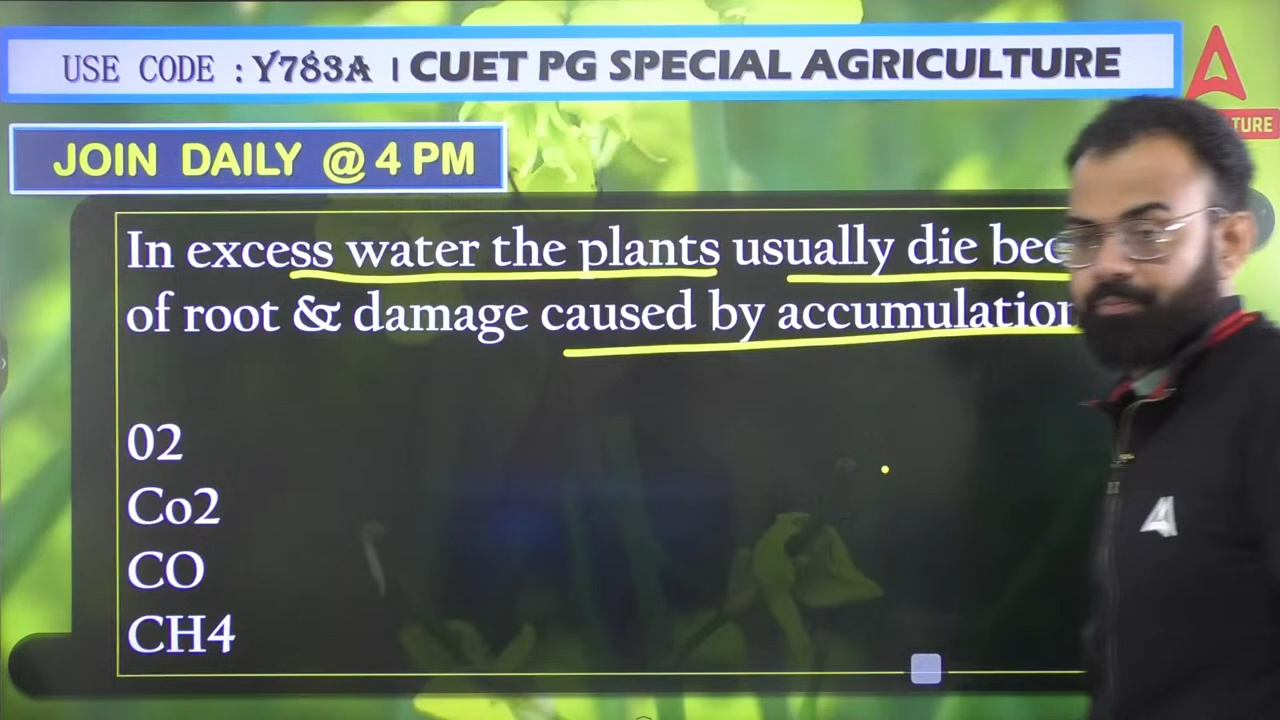 USE CODE : Y783A | CUET PG SPECIAL AGRICULTURE
TURE
JOIN DAILY @ 4 PM
In excess water the plants usually die
of root & damage caused by accumulation
02
Co2
CO
CH4